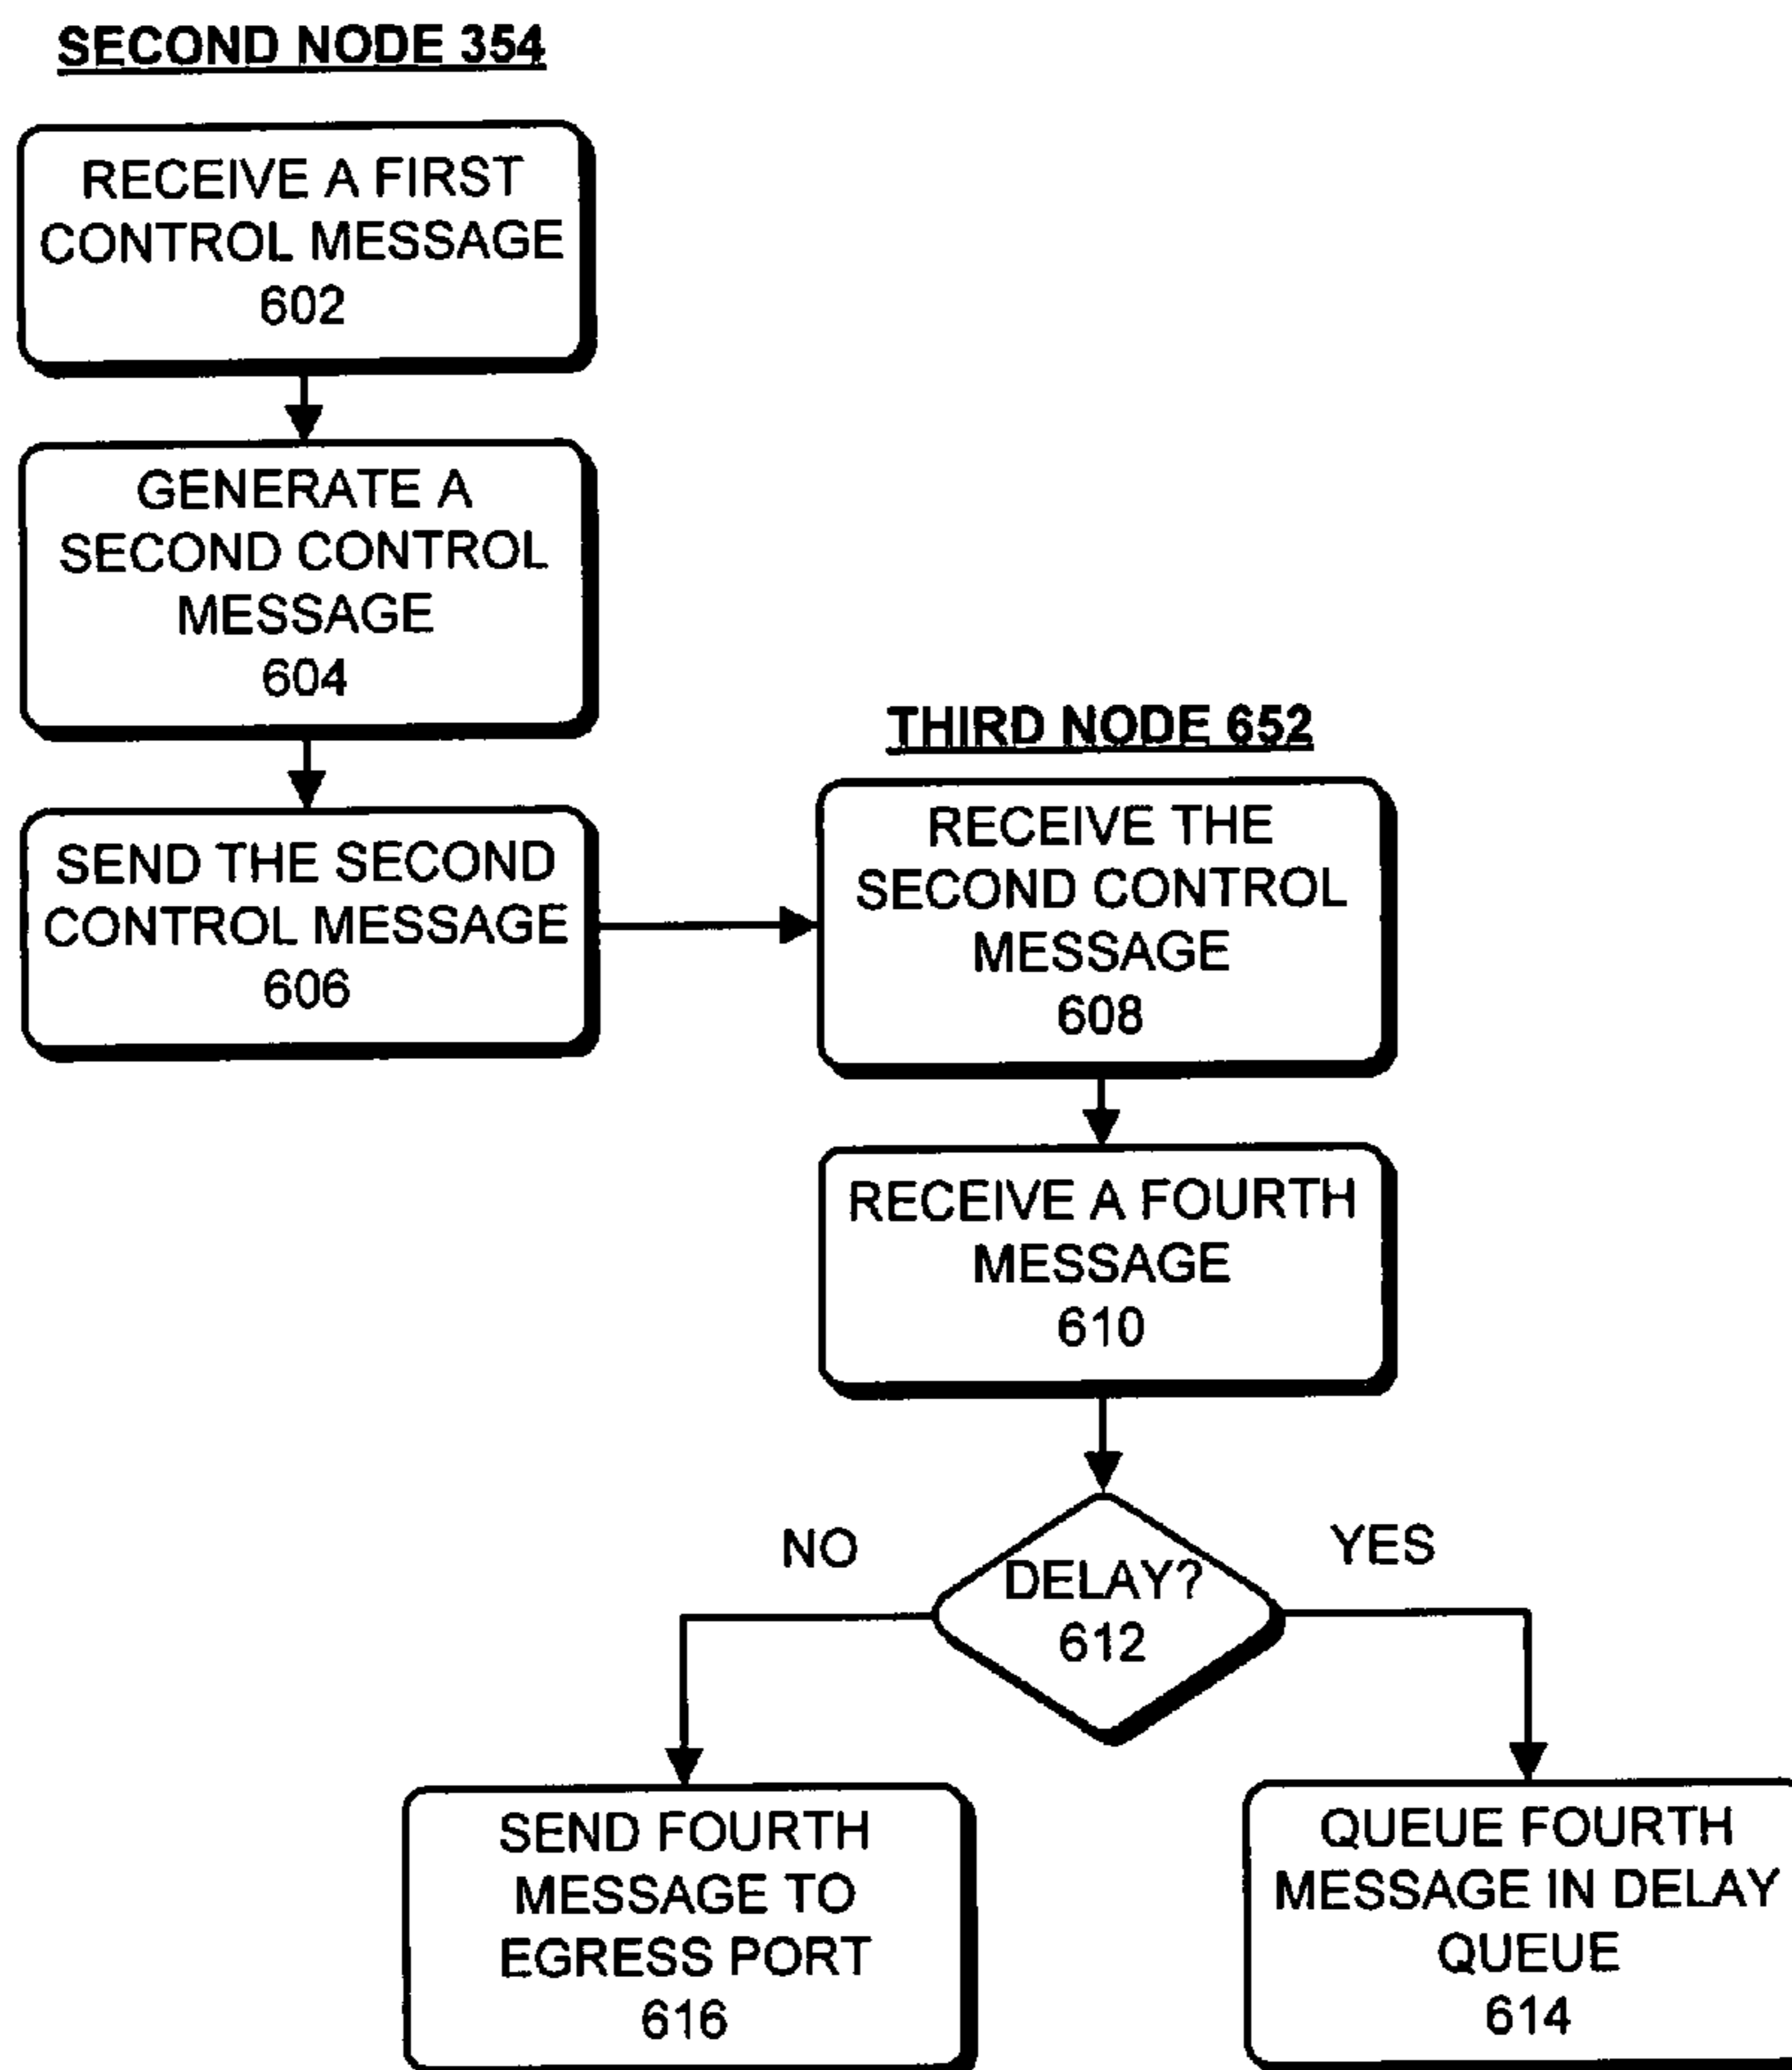 SECOND NODE 354
RECEIVE A FIRST
CONTROL MESSAGE
602
GENERATE A
SECOND CONTROL
MESSAGE
604
SEND THE SECOND
CONTROL MESSAGE
606
THIRD NODE 652
RECEIVE THE
SECOND CONTROL
MESSAGE
608
RECEIVE A FOURTH
MESSAGE
610
DELAY?
612
NO
YES
SEND FOURTH
MESSAGE TO
EGRESS PORT
616
QUEUE FOURTH
MESSAGE IN DELAY
QUEUE
614